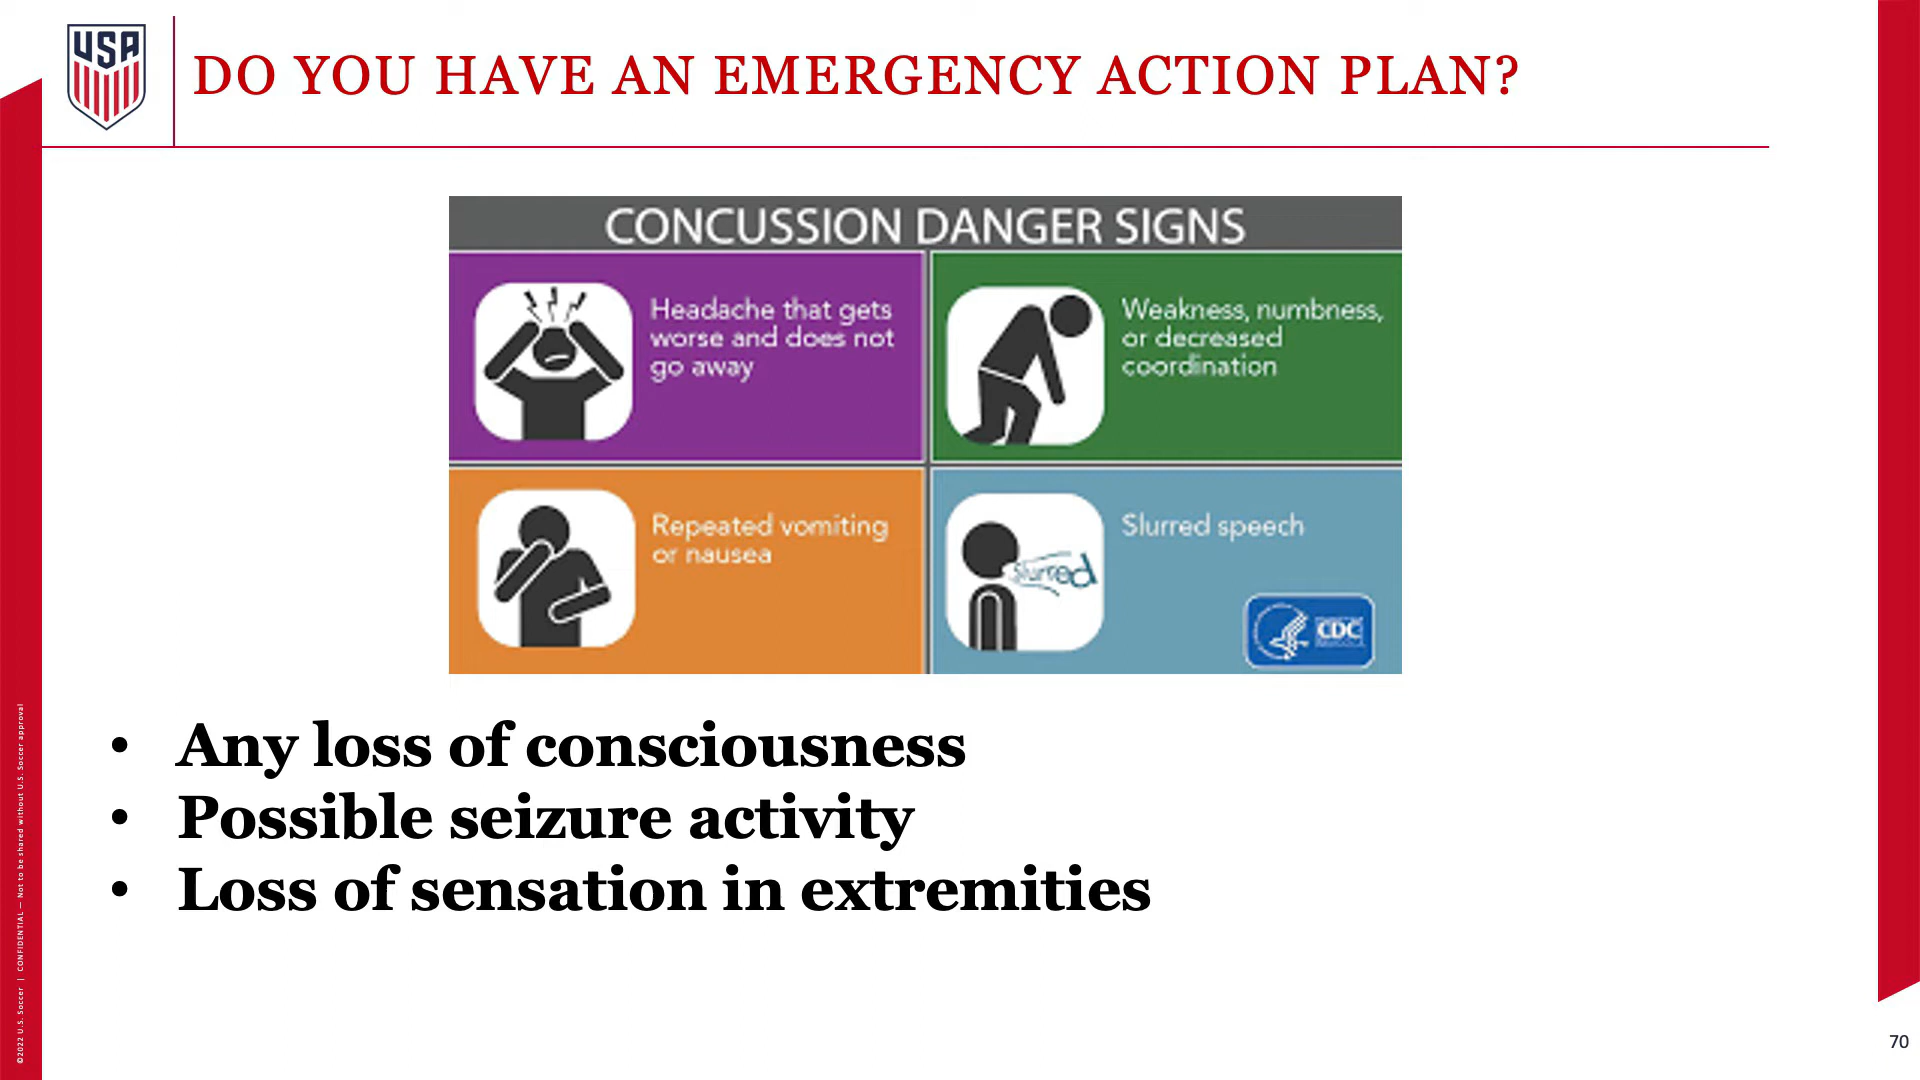 USA
DO YOU HAVE AN EMERGENCY ACTION PLAN?
CONCUSSION DANGER SIGNS
Headache that gets
worse and does not
go away
Weakness, numbness,
or decreased
coordination
Repeated vomiting
or nausea
Slurred speech
Slurred
CDC
• Any loss of consciousness
• Possible seizure activity
• Loss of sensation in extremities
©2022 U.S. Soccer | CONFIDENTIAL — Not to be shared without U.S. Soccer approval
70